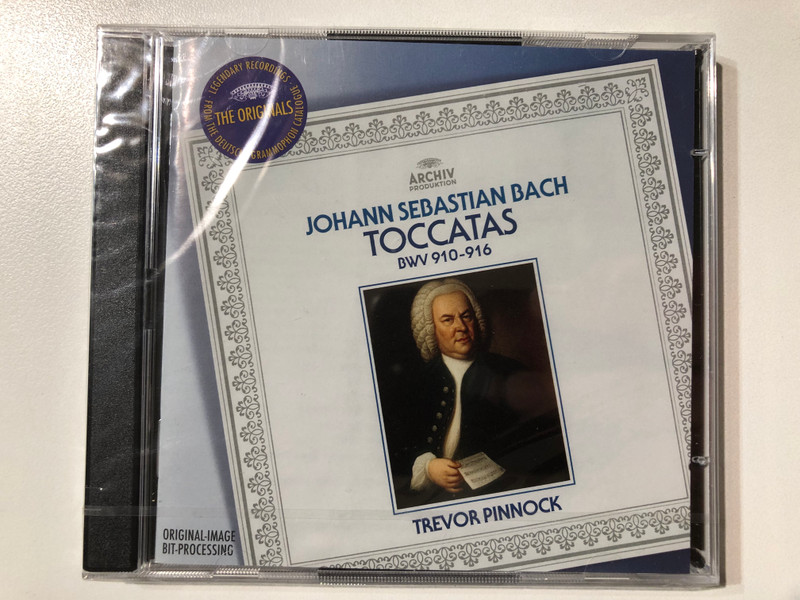 LEGENDARY RECORDINGS
FROM THE DEUTSCHE GRAMMOPHON CATALOGUE
THE ORIGINALS
ARCHIV
PRODUKTION
JOHANN SEBASTIAN BACH
TOCCATAS
BWV 910-916
TREVOR PINNOCK
ORIGINAL-IMAGE
BIT-PROCESSING